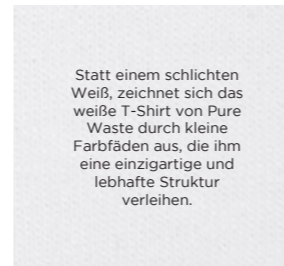 Statt einem schlichten
Weiß, zeichnet sich das
weiße T-Shirt von Pure
Waste durch kleine
Farbfäden aus, die ihm
eine einzigartige und
lebhafte Struktur
verleihen.